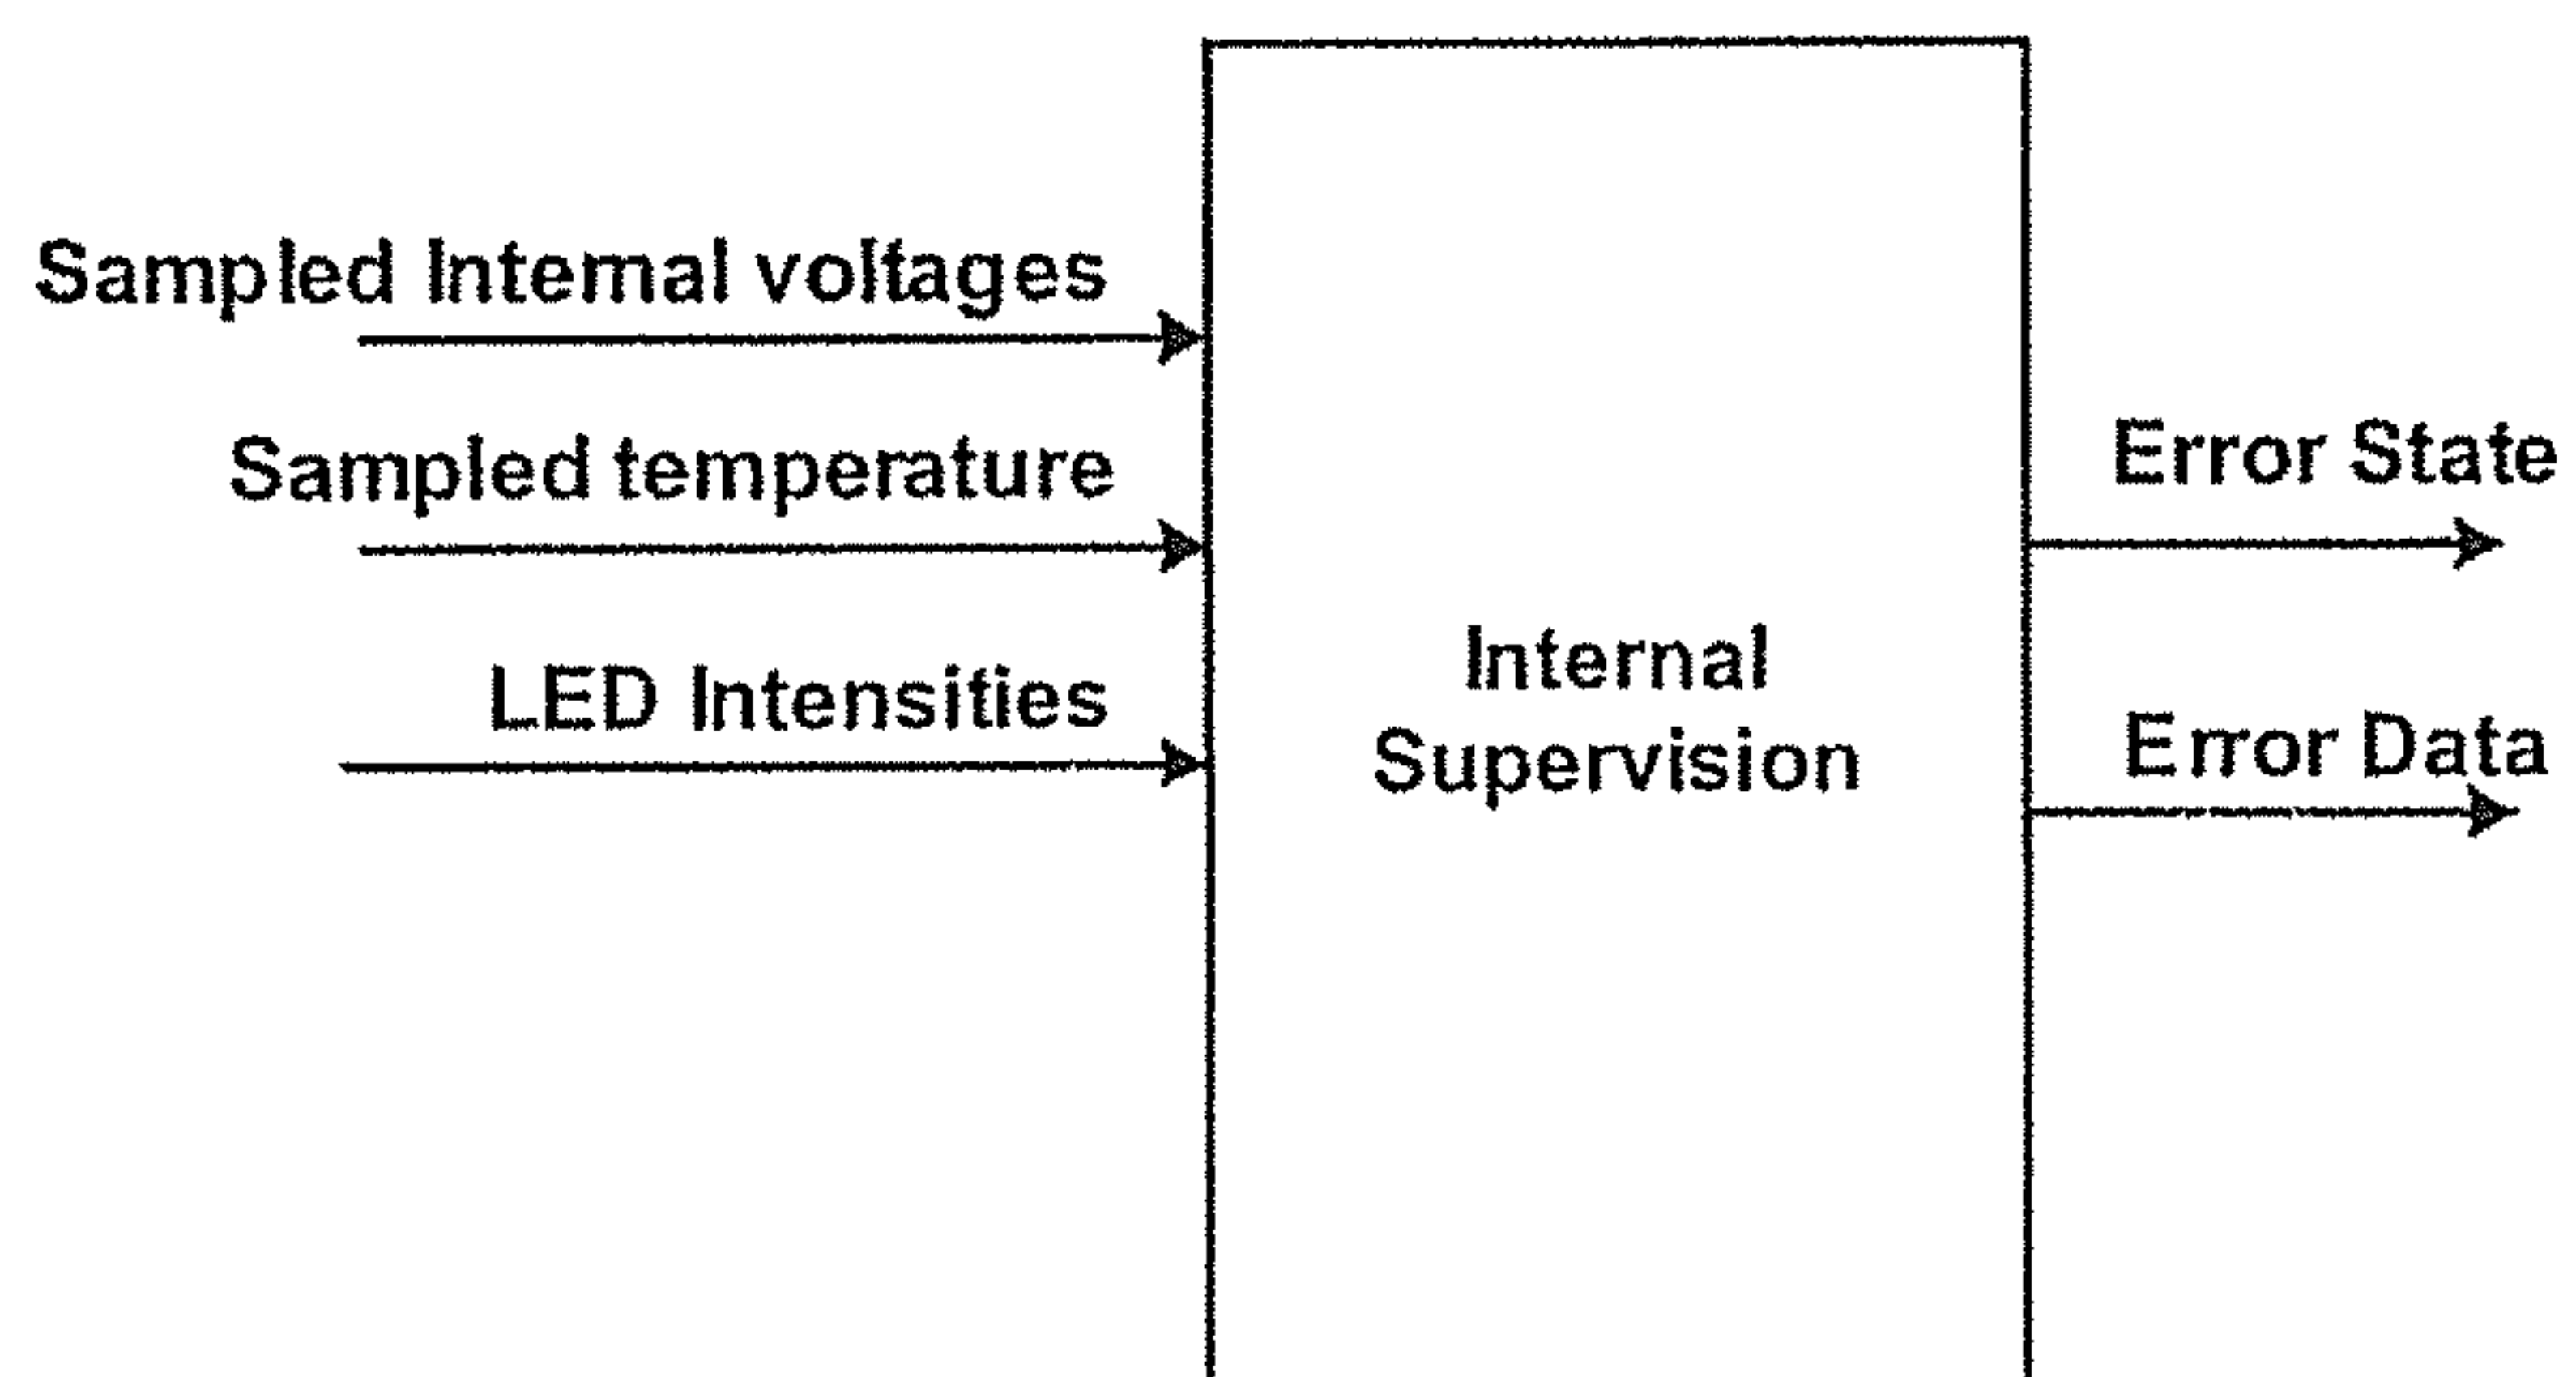 Sampled Internal voltages
Sampled temperature
LED Intensities
Internal
Supervision
Error State
Error Data